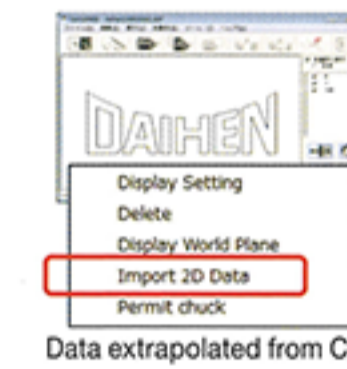 DAIHEN
Display Setting
Delete
Display World Plane
Import 2D Data
Permit chuck
Data extrapolated from C